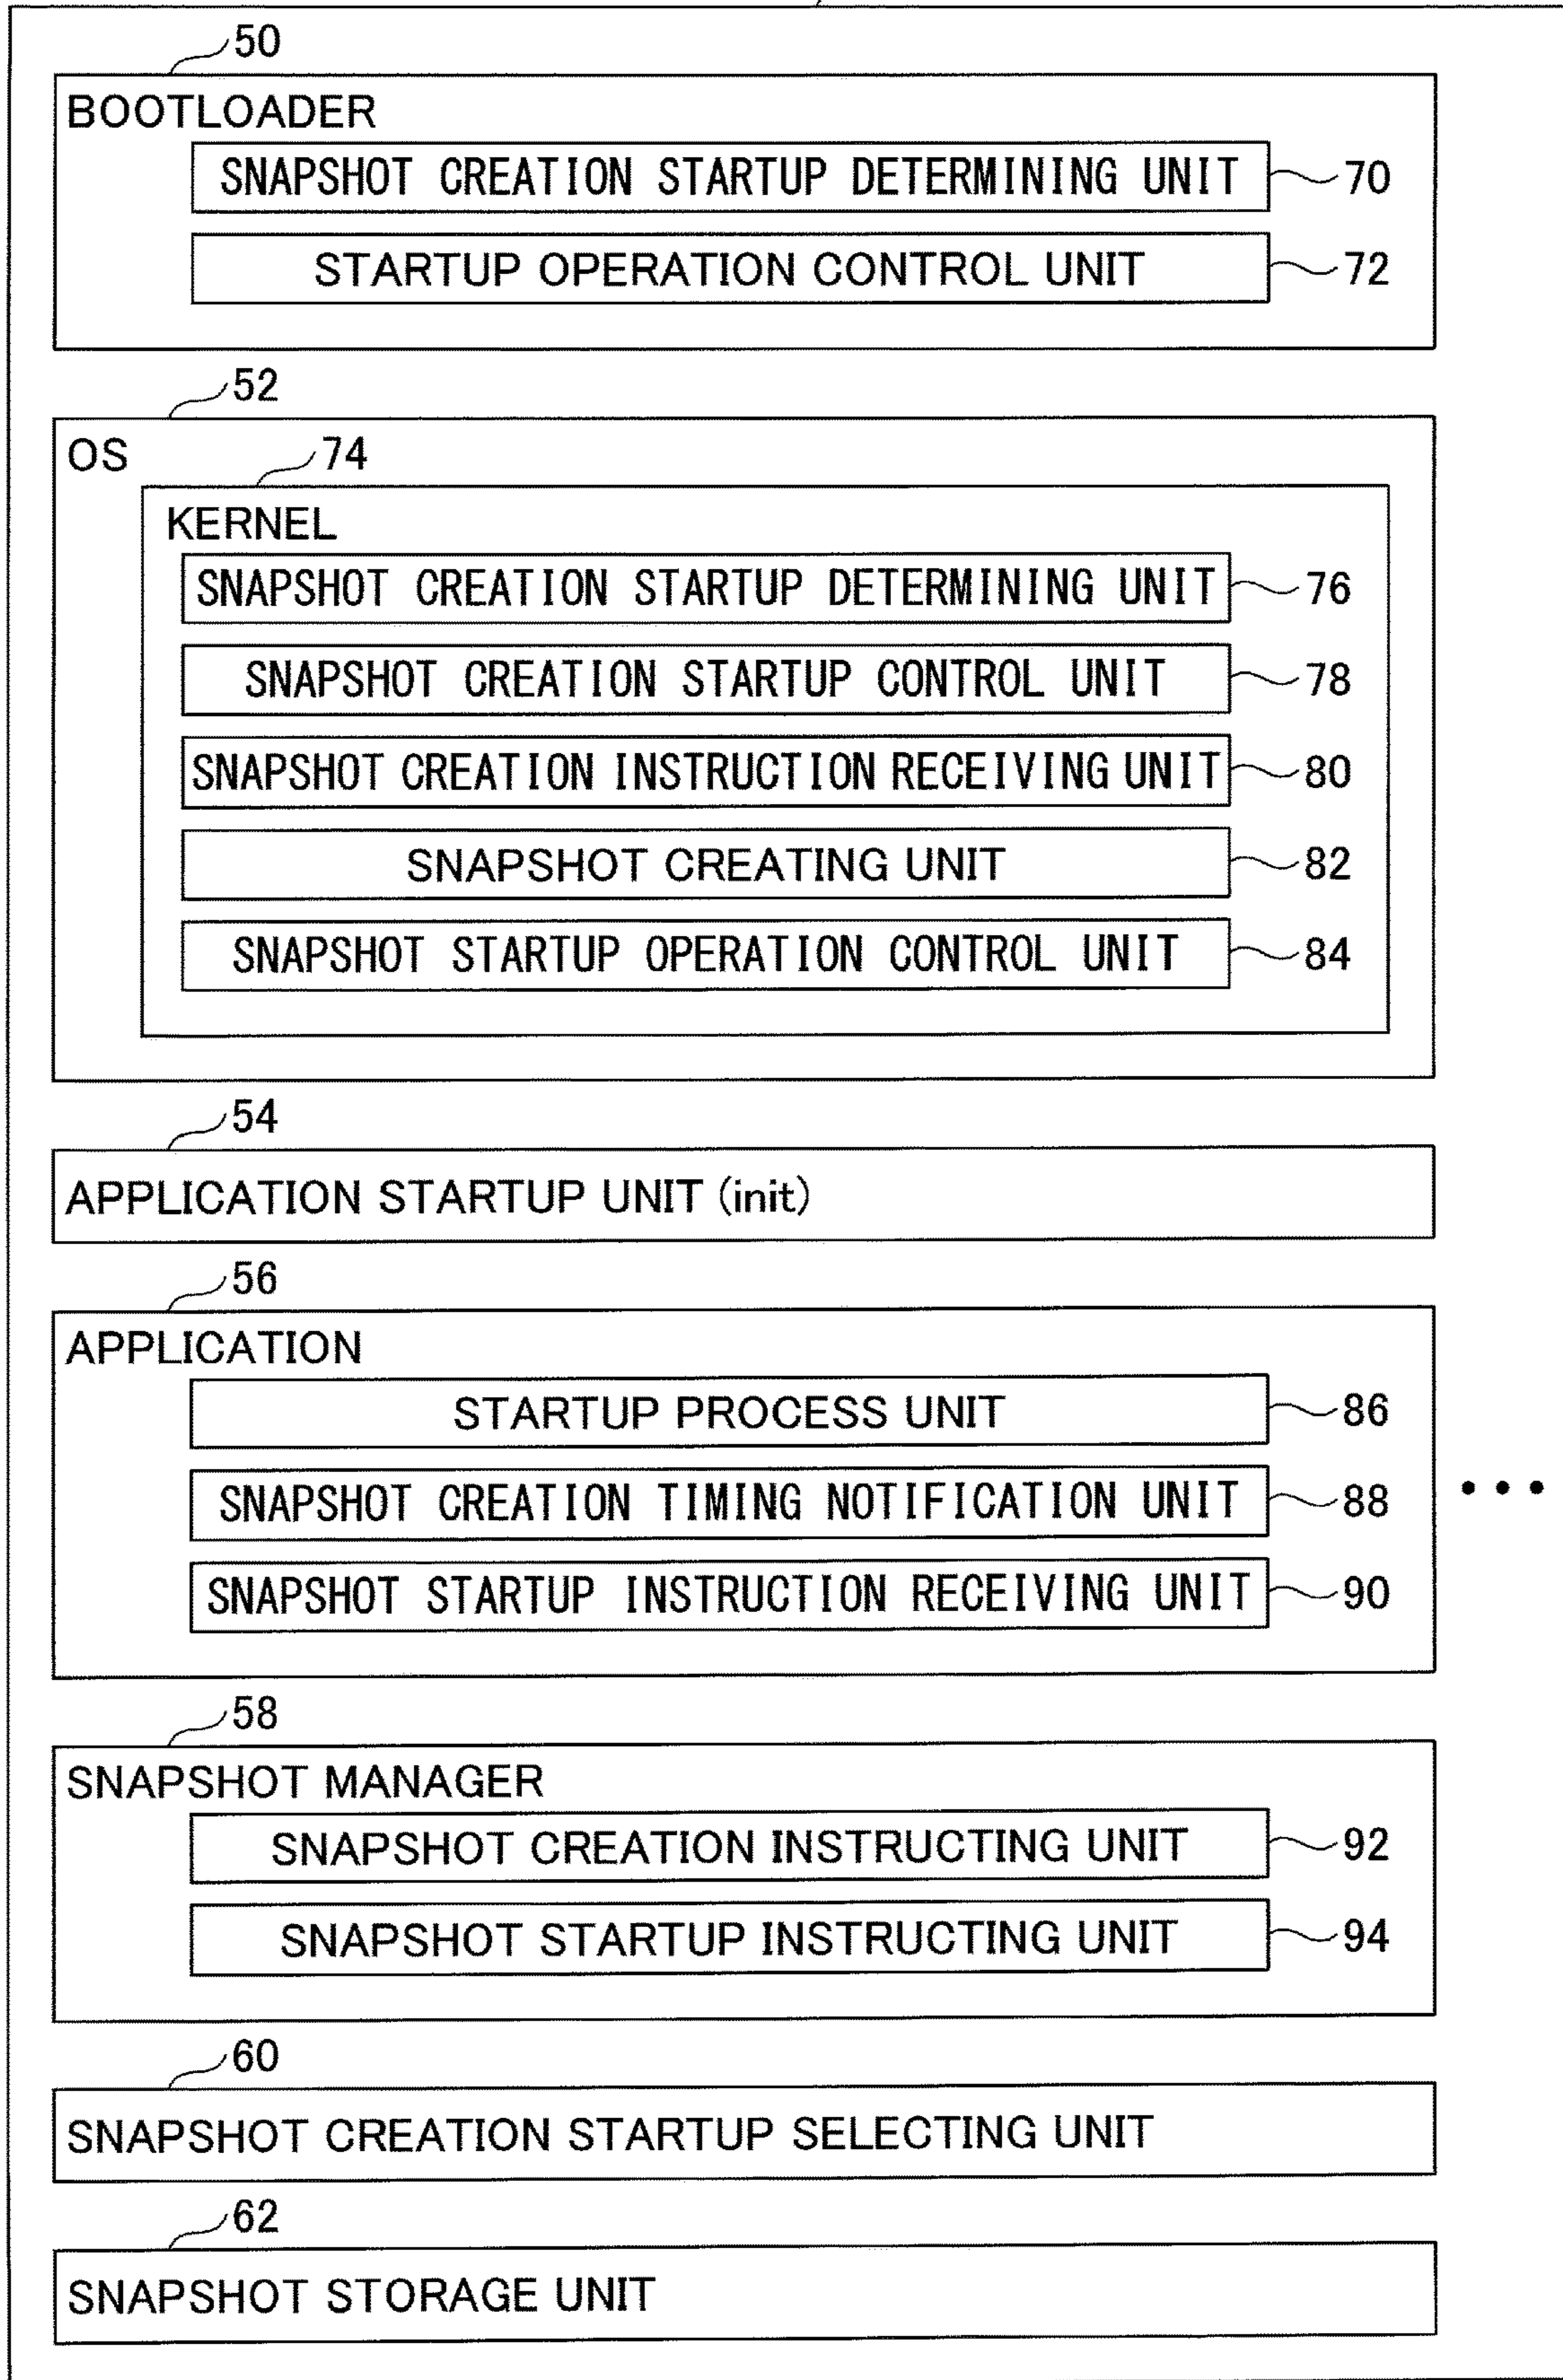 50
BOOTLOADER
SNAPSHOT CREATION STARTUP DETERMINING UNIT 70
STARTUP OPERATION CONTROL UNIT 72
52
OS
74
KERNEL
SNAPSHOT CREATION STARTUP DETERMINING UNIT 76
SNAPSHOT CREATION STARTUP CONTROL UNIT 78
SNAPSHOT CREATION INSTRUCTION RECEIVING UNIT 80
SNAPSHOT CREATING UNIT 82
SNAPSHOT STARTUP OPERATION CONTROL UNIT 84
54
APPLICATION STARTUP UNIT (init)
56
APPLICATION
STARTUP PROCESS UNIT 86
SNAPSHOT CREATION TIMING NOTIFICATION UNIT 88
• • •
SNAPSHOT STARTUP INSTRUCTION RECEIVING UNIT 90
58
SNAPSHOT MANAGER
SNAPSHOT CREATION INSTRUCTING UNIT 92
SNAPSHOT STARTUP INSTRUCTING UNIT 94
60
SNAPSHOT CREATION STARTUP SELECTING UNIT
62
SNAPSHOT STORAGE UNIT